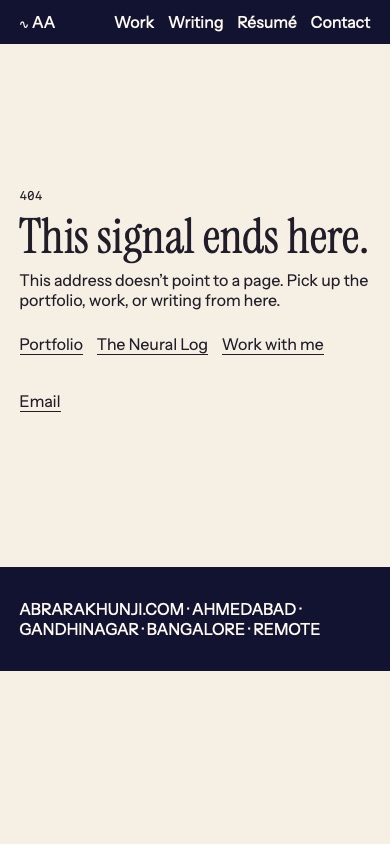 ∿ AA Work Writing Résumé Contact
404
This signal ends here.
This address doesn’t point to a page. Pick up the
portfolio, work, or writing from here.
Portfolio The Neural Log Work with me
Email
ABRARAKHUNJI.COM · AHMEDABAD ·
GANDHINAGAR · BANGALORE · REMOTE